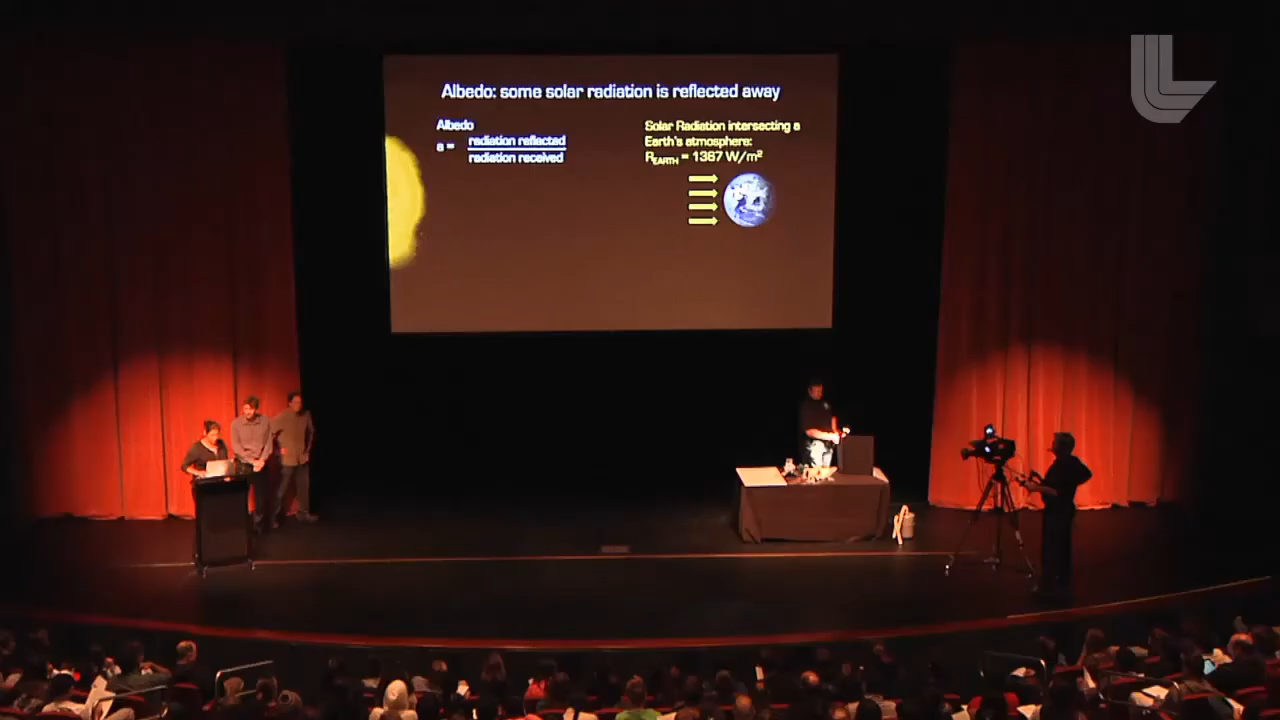 Albedo: some solar radiation is reflected away
Albedo
a = radiation reflected
radiation received
Solar Radiation intersecting a
Earth's atmosphere:
REARTH = 1367 W/m²